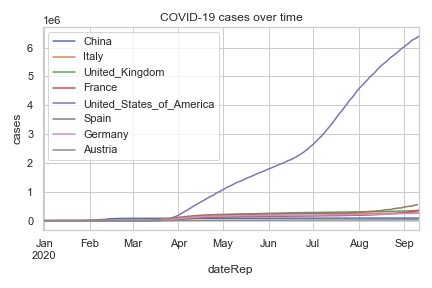 COVID-19 cases over time
1e6
6
5
4
3
2
1
0
cases
China
Italy
United_Kingdom
France
United_States_of_America
Spain
Germany
Austria
Jan Feb Mar Apr May Jun Jul Aug Sep
2020
dateRep